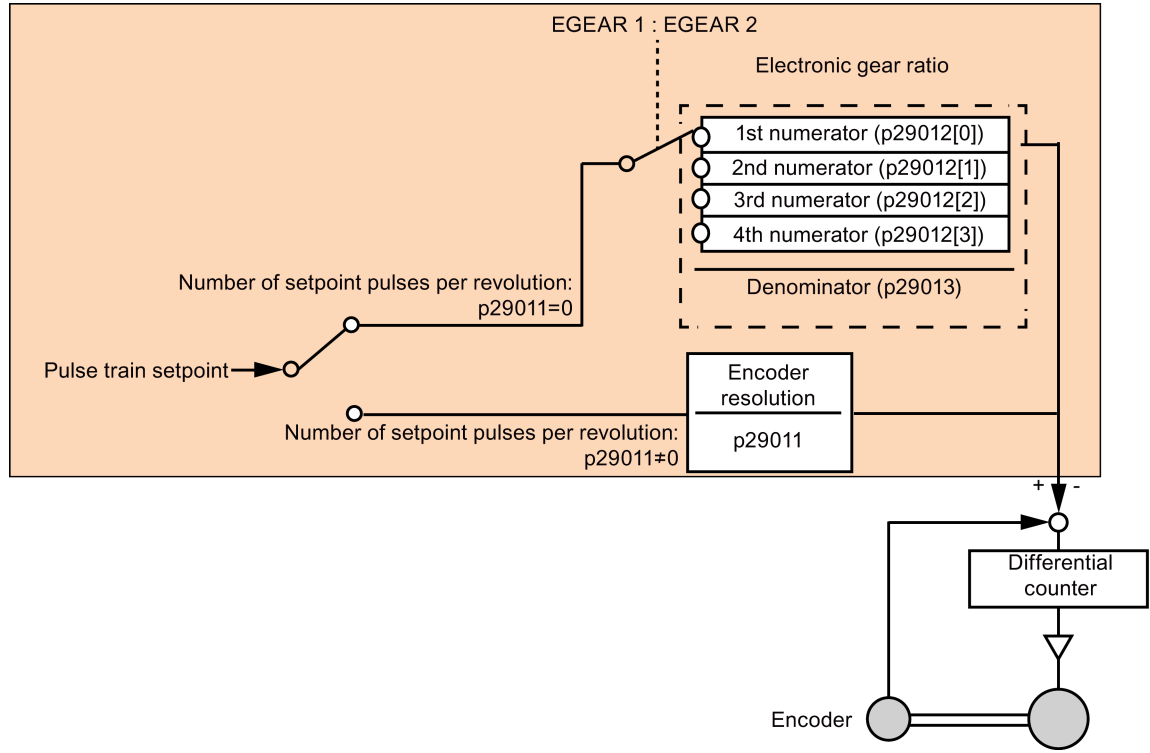 EGEAR 1 : EGEAR 2
Electronic gear ratio
1st numerator (p29012[0])
2nd numerator (p29012[1])
3rd numerator (p29012[2])
4th numerator (p29012[3])
Denominator (p29013)
Number of setpoint pulses per revolution:
p29011=0
Pulse train setpoint
Encoder
resolution
p29011
Number of setpoint pulses per revolution:
p29011≠0
+ -
Differential
counter
Encoder